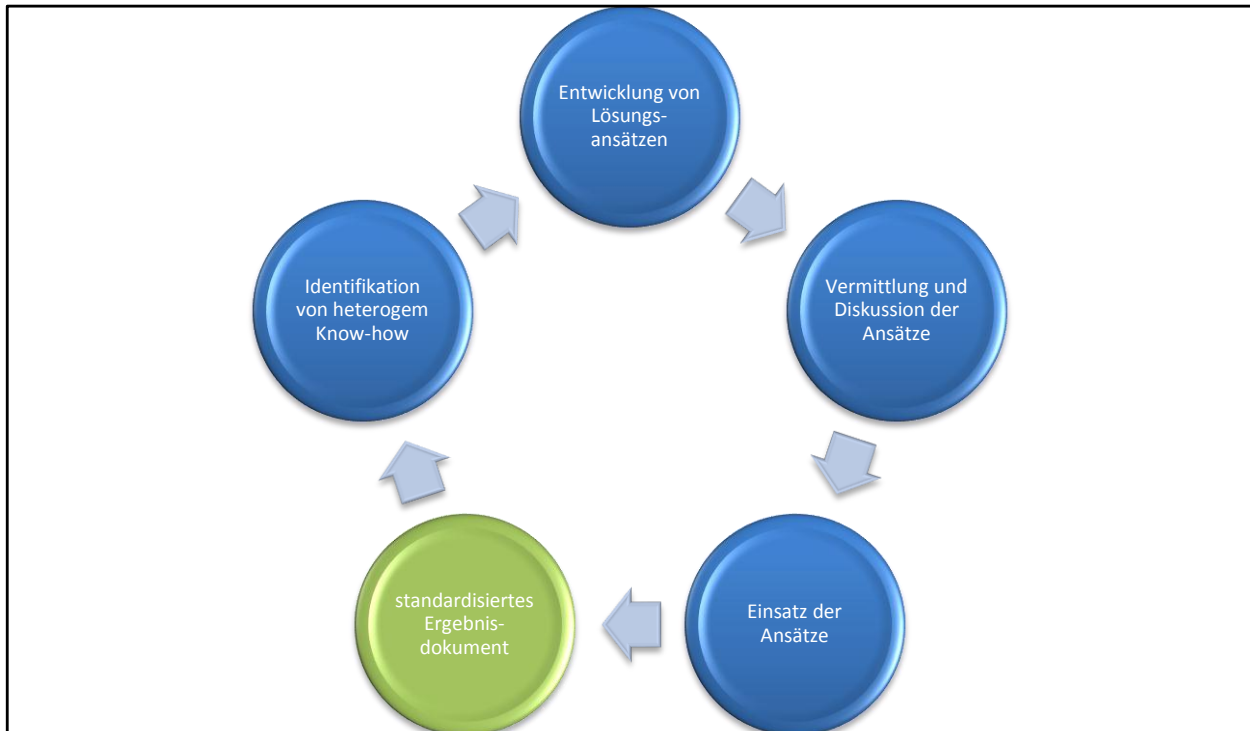 Entwicklung von
Lösungs-
ansätzen
Vermittlung und
Diskussion der
Ansätze
Einsatz der
Ansätze
standardisiertes
Ergebnis-
dokument
Identifikation
von heterogem
Know-how